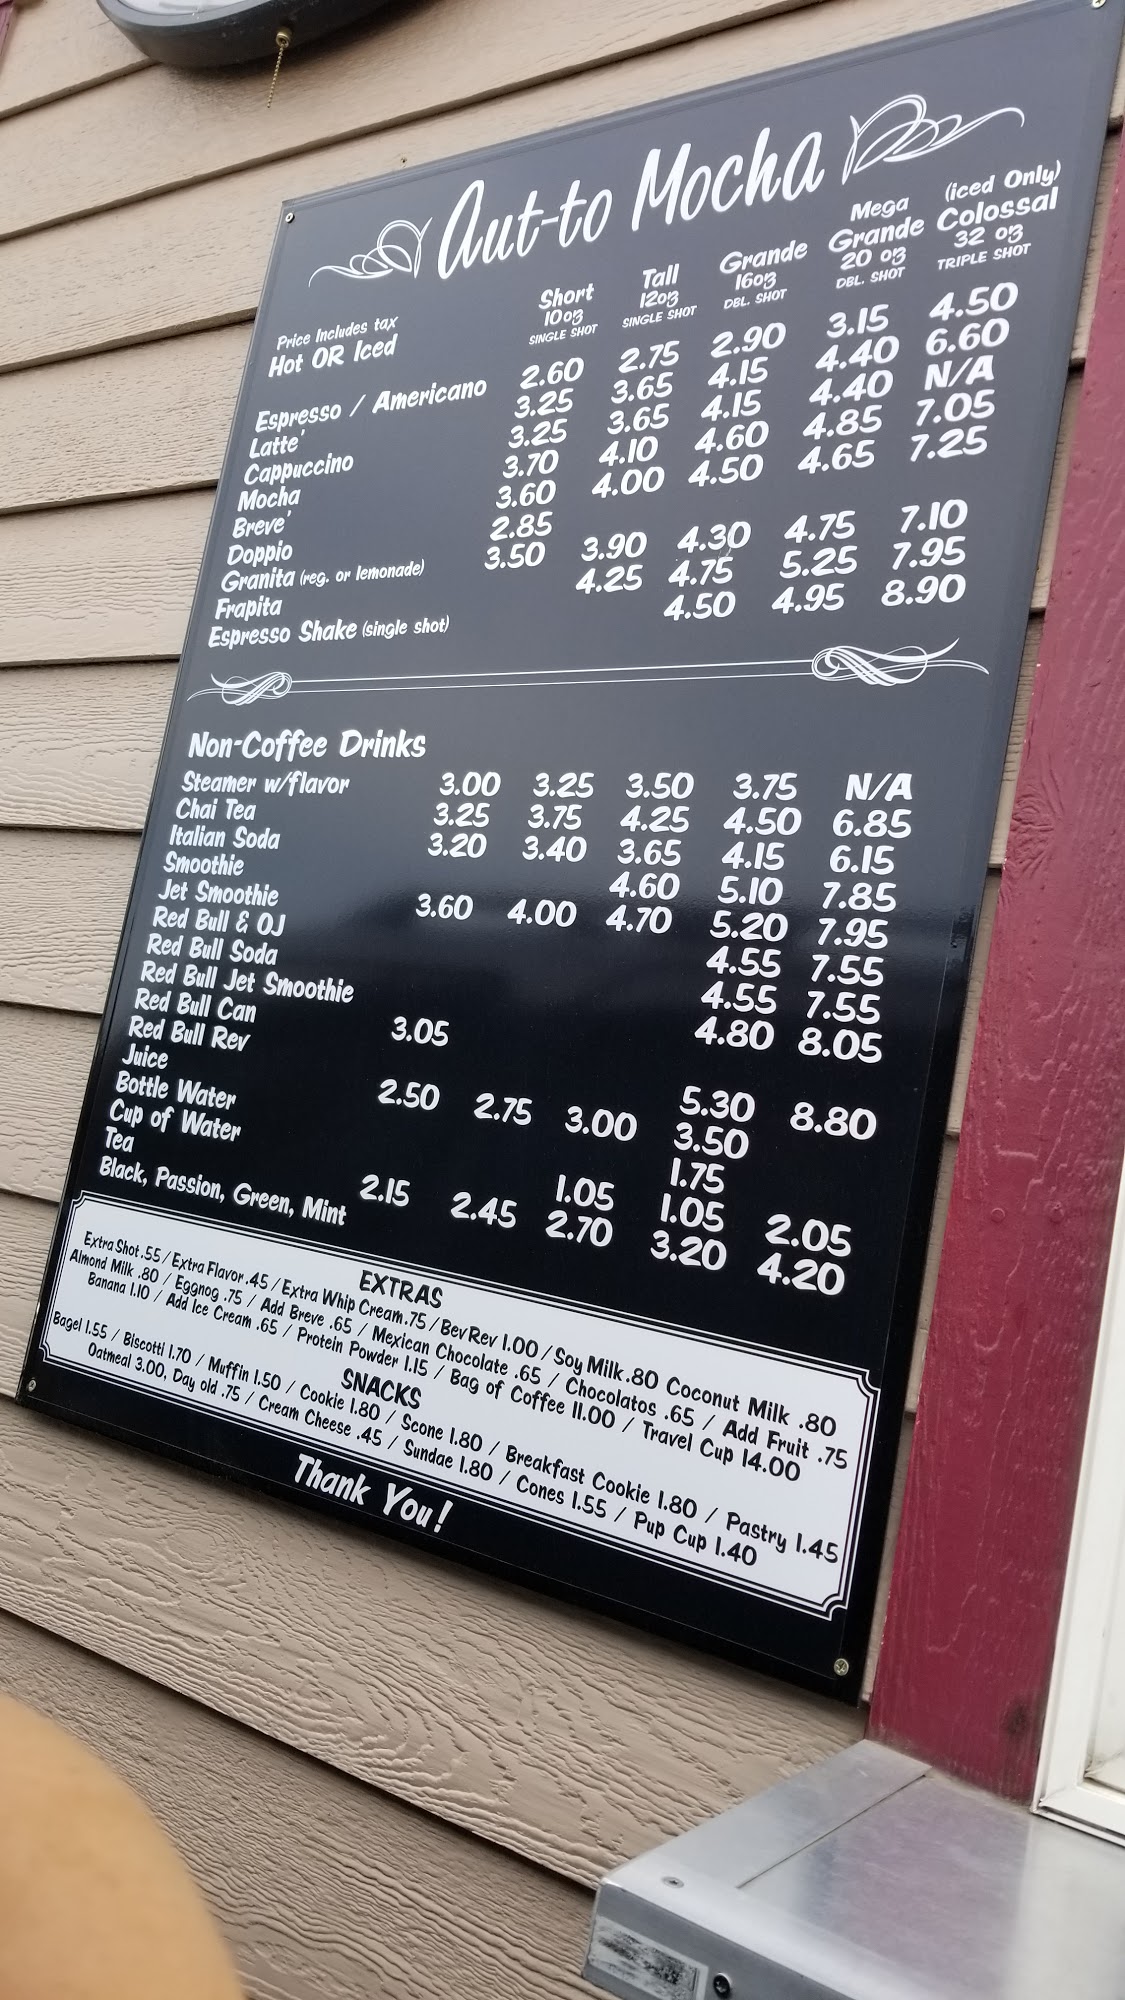 Aut-to Mocha
Price Includes tax
Hot OR Iced
Short 10oz SINGLE SHOT
Tall 12oz SINGLE SHOT
Grande 16oz DBL. SHOT
Mega Grande 20 oz DBL. SHOT
(iced Only) Colossal 32 oz TRIPLE SHOT
Espresso / Americano 2.60 2.75 2.90 3.15 4.50
Latte' 3.25 3.65 4.15 4.40 6.60
Cappuccino 3.25 3.65 4.15 4.40 N/A
Mocha 3.70 4.10 4.60 4.85 7.05
Breve' 3.60 4.00 4.50 4.65 7.25
Doppio 2.85
Granita (reg. or lemonade) 3.50 3.90 4.30 4.75 7.10
Frapita 4.25 4.75 5.25 7.95
Espresso Shake (single shot) 4.50 4.95 8.90
Non-Coffee Drinks
Steamer w/flavor 3.00 3.25 3.50 3.75 N/A
Chai Tea 3.25 3.75 4.25 4.50 6.85
Italian Soda 3.20 3.40 3.65 4.15 6.15
Smoothie 4.60 5.10 7.85
Jet Smoothie 3.60 4.00 4.70 5.20 7.95
Red Bull & OJ 4.55 7.55
Red Bull Soda 4.55 7.55
Red Bull Jet Smoothie 4.80 8.05
Red Bull Can 3.05
Red Bull Rev 5.30 8.80
Juice 2.50 2.75 3.00 3.50
Bottle Water 1.75
Cup of Water 1.05 1.05 2.05
Tea 2.15 2.45 2.70 3.20 4.20
Black, Passion, Green, Mint
EXTRAS
Extra Shot .55 / Extra Flavor .45 / Extra Whip Cream .75 / Bev Rev 1.00 / Soy Milk .80 Coconut Milk .80
Almond Milk .80 / Eggnog .75 / Add Breve .65 / Mexican Chocolate .65 / Chocolatos .65 / Add Fruit .75
Banana 1.10 / Add Ice Cream .65 / Protein Powder 1.15 / Bag of Coffee 11.00 / Travel Cup 14.00
SNACKS
Bagel 1.55 / Biscotti 1.70 / Muffin 1.50 / Cookie 1.80 / Scone 1.80 / Breakfast Cookie 1.80 / Pastry 1.45
Oatmeal 3.00, Day old .75 / Cream Cheese .45 / Sundae 1.80 / Cones 1.55 / Pup Cup 1.40
Thank You!